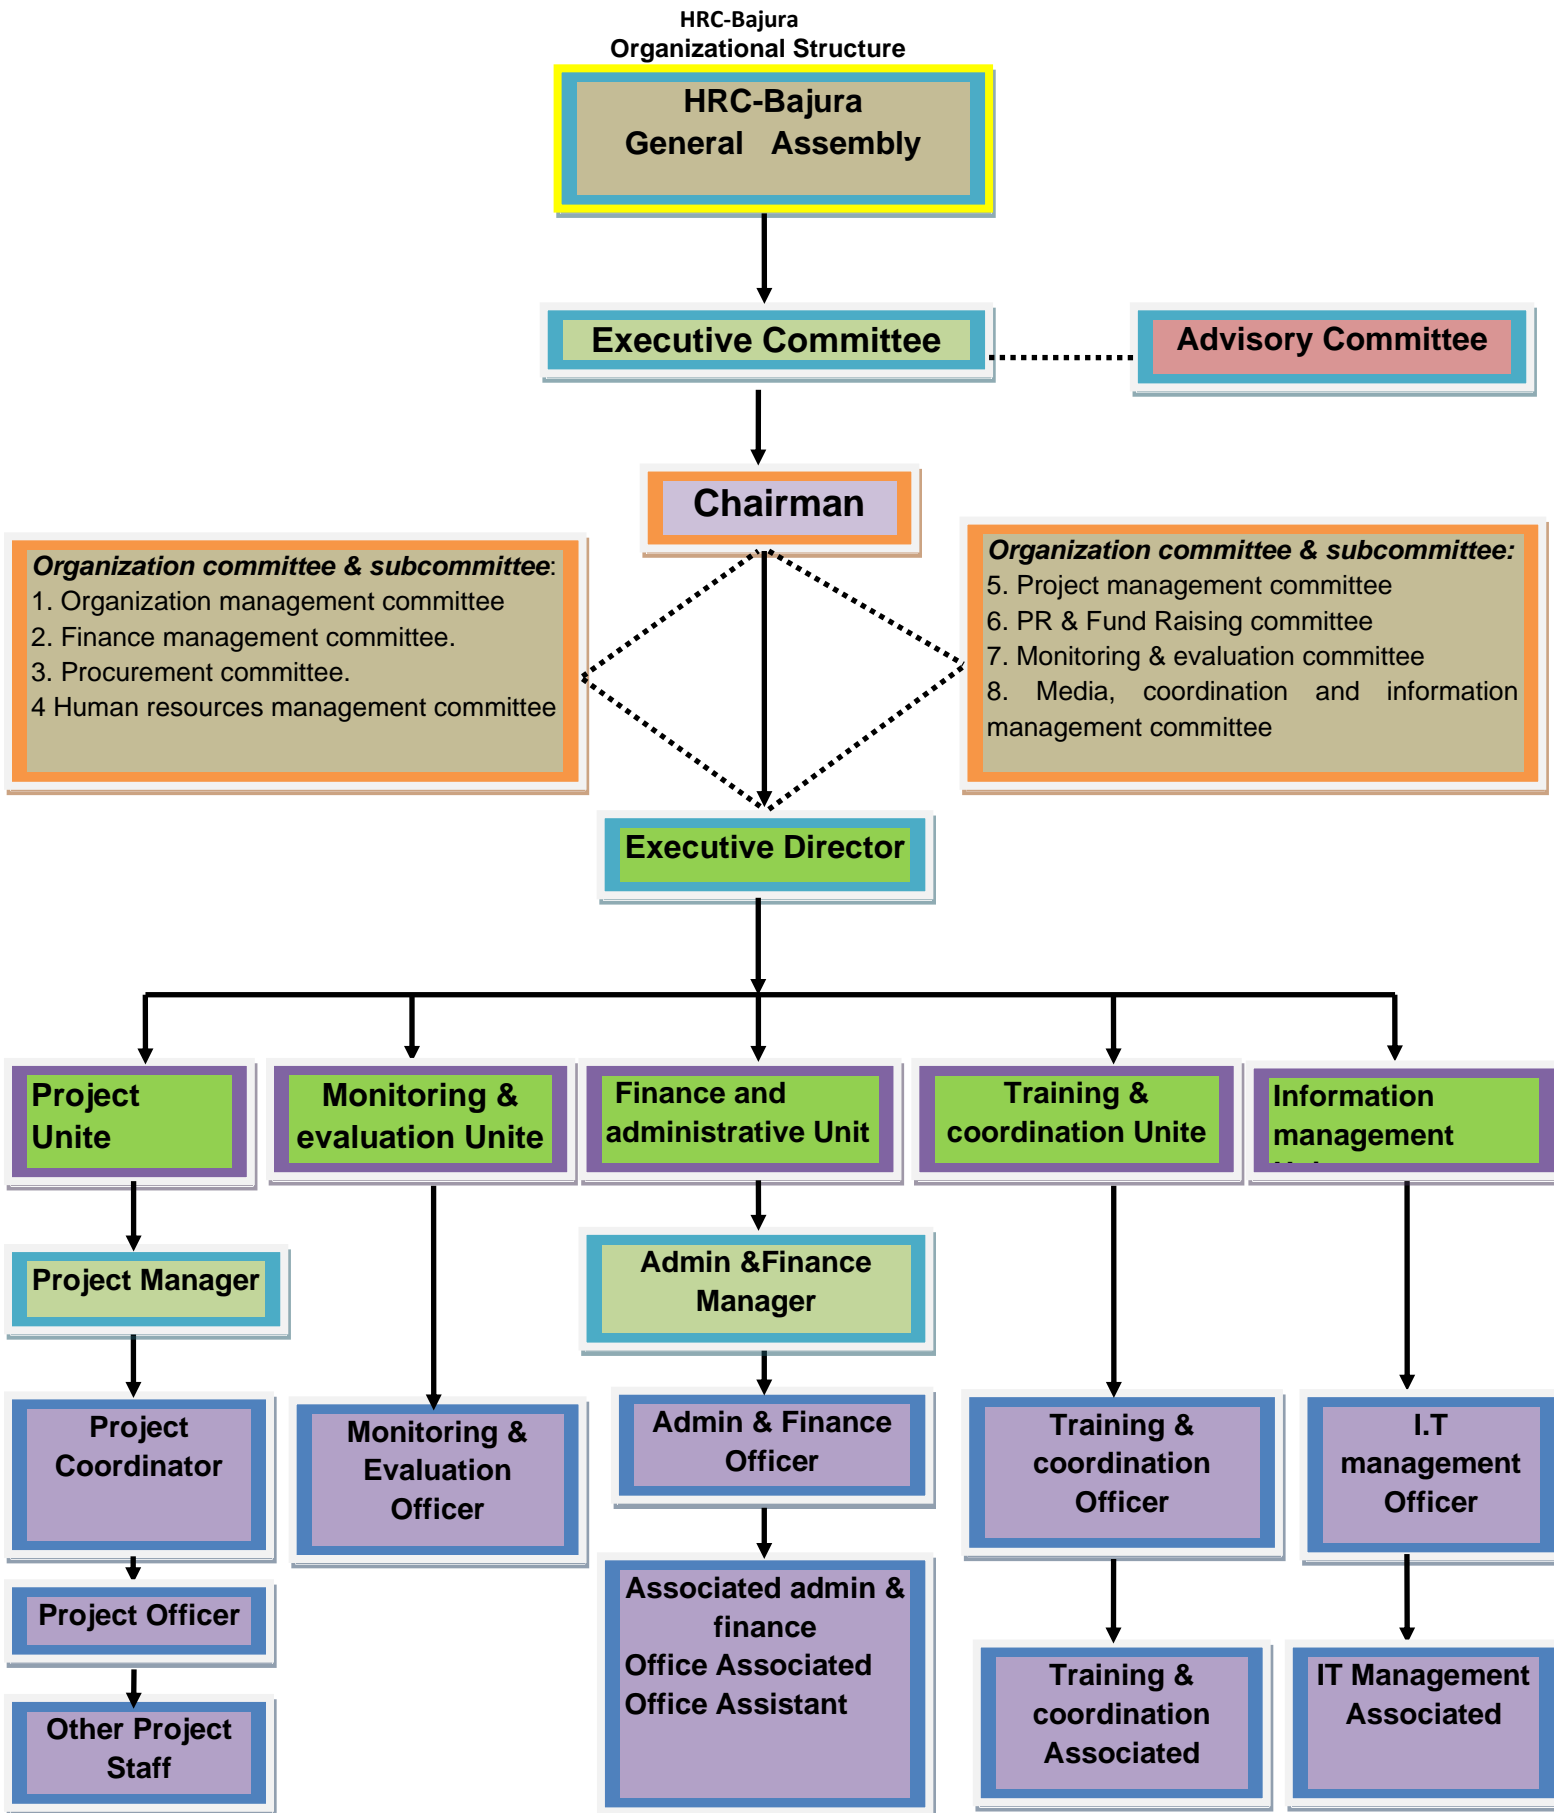 HRC-Bajura
Organizational Structure
HRC-Bajura
General Assembly
Executive Committee
Advisory Committee
Chairman
Organization committee & subcommittee:
1. Organization management committee
2. Finance management committee.
3. Procurement committee.
4 Human resources management committee
Organization committee & subcommittee:
5. Project management committee
6. PR & Fund Raising committee
7. Monitoring & evaluation committee
8. Media, coordination and information
management committee
Executive Director
Project
Unite
Monitoring &
evaluation Unite
Finance and
administrative Unit
Training &
coordination Unite
Information
management
Project Manager
Admin &Finance
Manager
Project
Coordinator
Monitoring &
Evaluation
Officer
Admin & Finance
Officer
Training &
coordination
Officer
I.T
management
Officer
Project Officer
Associated admin &
finance
Office Associated
Office Assistant
Training &
coordination
Associated
IT Management
Associated
Other Project
Staff